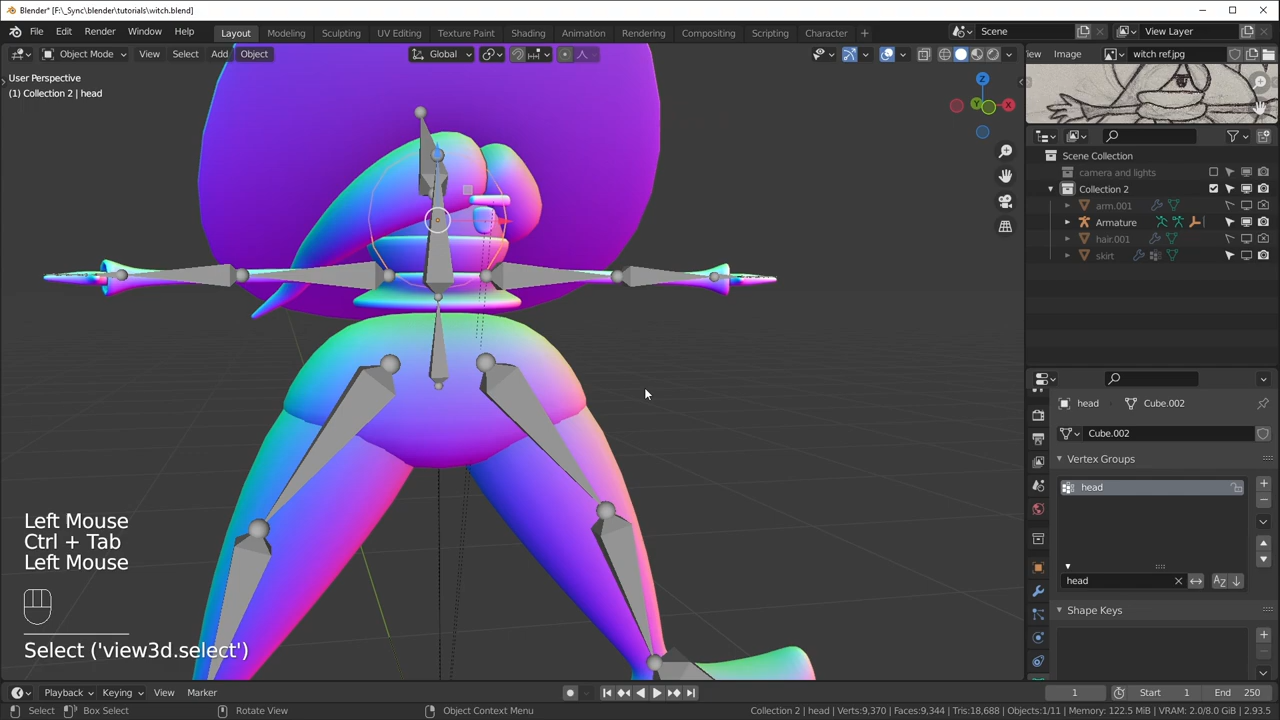 Blender* [F:\_Sync\blender\tutorials\witch.blend]
File Edit Render Window Help Layout Modeling Sculpting UV Editing Texture Paint Shading Animation Rendering Compositing Scripting Character + Scene View Layer
Object Mode View Select Add Object Global
iew Image witch ref.jpg
User Perspective
(1) Collection 2 | head
Z
Y
X
Scene Collection
camera and lights
Collection 2
arm.001
Armature
hair.001
skirt
head Cube.002
Cube.002
Vertex Groups
head
head
Shape Keys
Left Mouse
Ctrl + Tab
Left Mouse
Select ('view3d.select')
Playback Keying View Marker 1 Start 1 End 250
Select Box Select Rotate View Object Context Menu Collection 2 | head | Verts:9,370 | Faces:9,344 | Tris:18,688 | Objects:1/11 | Memory: 122.5 MiB | VRAM: 2.0/8.0 GiB | 2.93.5